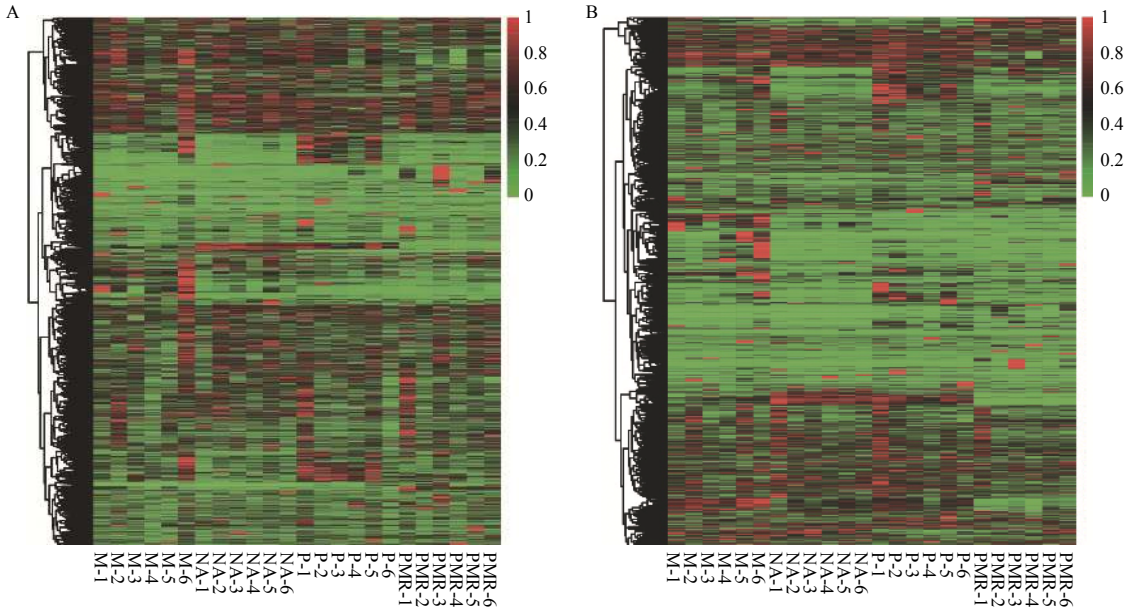 A
1
0.8
0.6
0.4
0.2
0
M-1
M-2
M-3
M-4
M-5
M-6
NA-1
NA-2
NA-3
NA-4
NA-5
NA-6
P-1
P-2
P-3
P-4
P-5
P-6
PMR-1
PMR-2
PMR-3
PMR-4
PMR-5
PMR-6
B
1
0.8
0.6
0.4
0.2
0
M-1
M-2
M-3
M-4
M-5
M-6
NA-1
NA-2
NA-3
NA-4
NA-5
NA-6
P-1
P-2
P-3
P-4
P-5
P-6
PMR-1
PMR-2
PMR-3
PMR-4
PMR-5
PMR-6